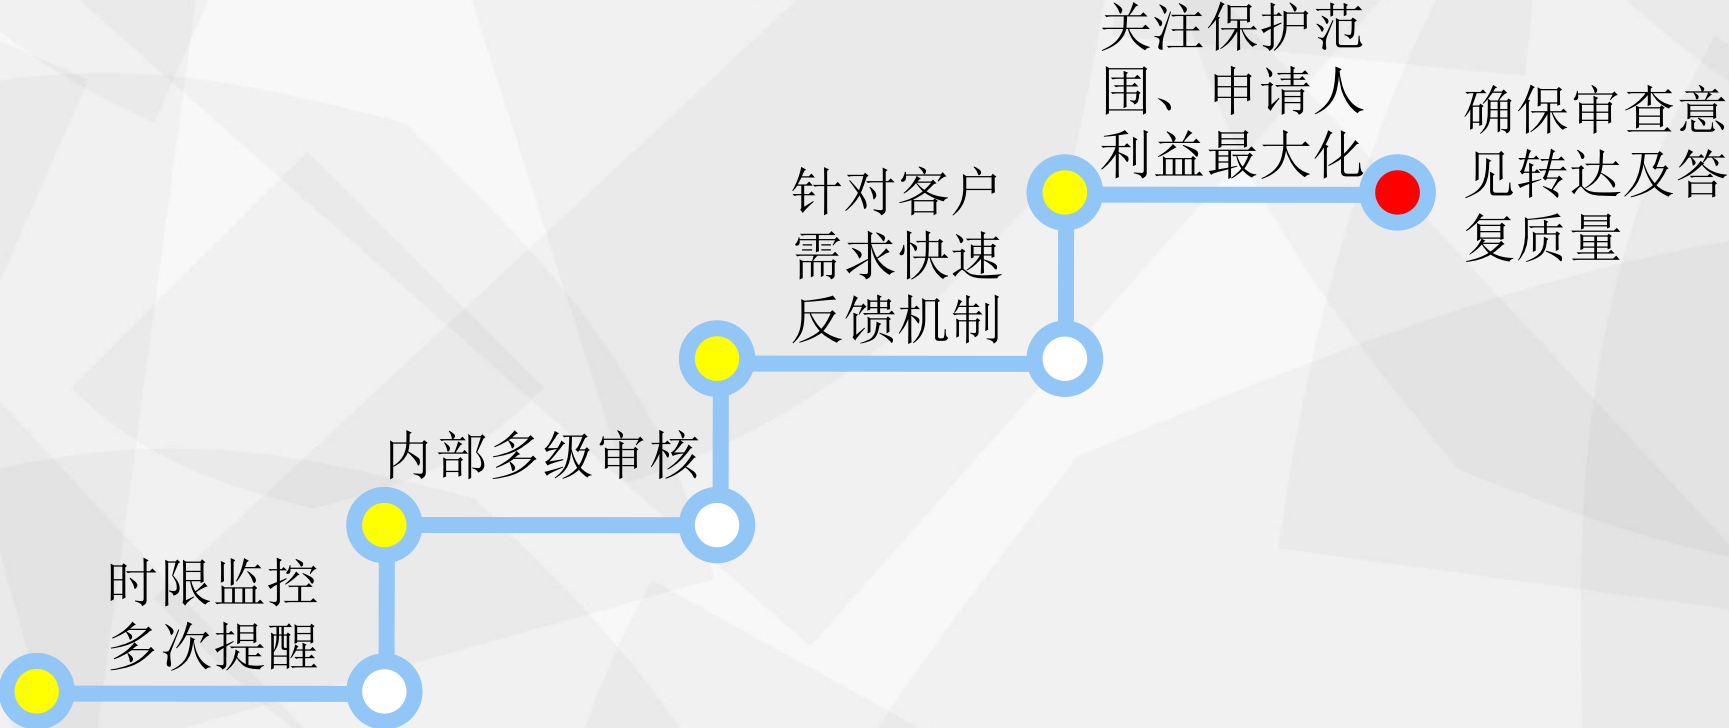 关注保护范
围、申请人
利益最大化
确保审查意
见转达及答
复质量
针对客户
需求快速
反馈机制
内部多级审核
时限监控
多次提醒